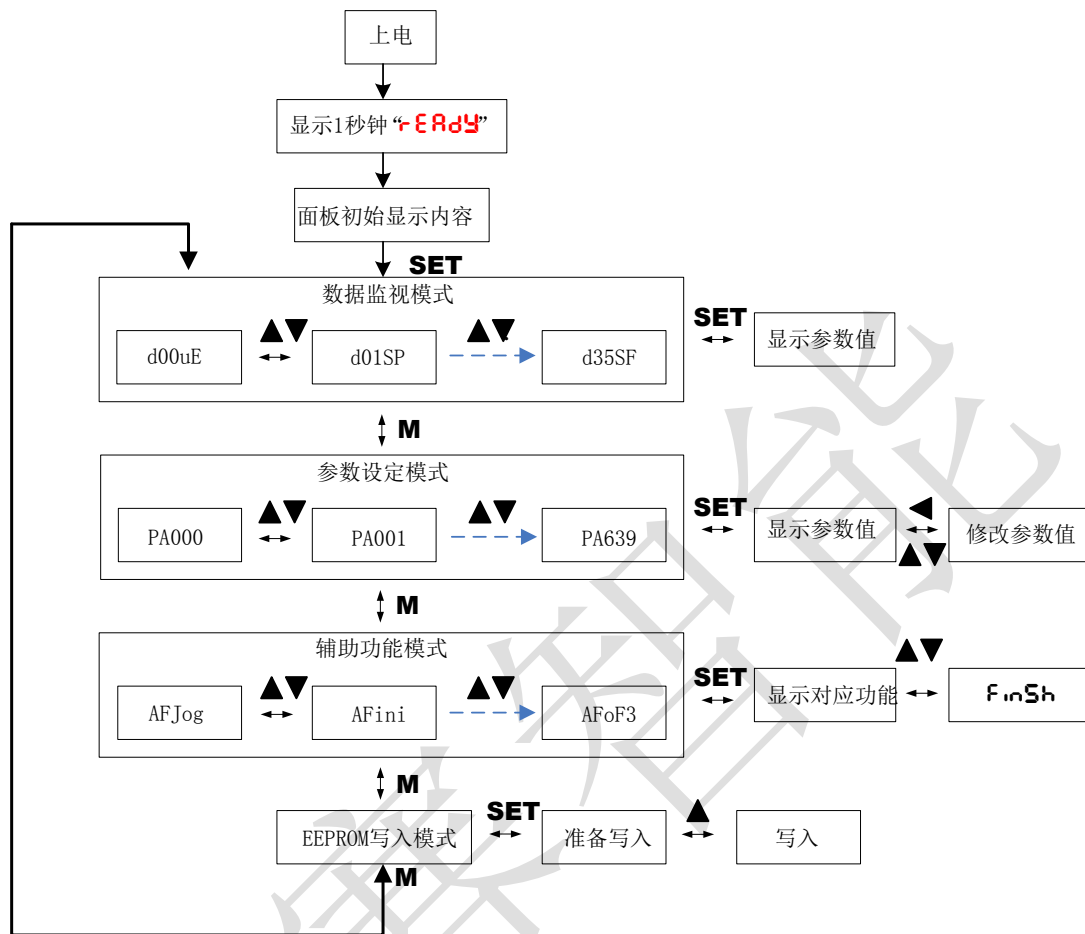 上电
显示1秒钟“rEAdy”
面板初始显示内容
SET
数据监视模式
d00uE
d01SP
d35SF
SET
显示参数值
M
参数设定模式
PA000
PA001
PA639
SET
显示参数值
修改参数值
M
辅助功能模式
AFJog
AFini
AFoF3
SET
显示对应功能
FinSh
M
EEPROM写入模式
SET
准备写入
写入
M
赛智能